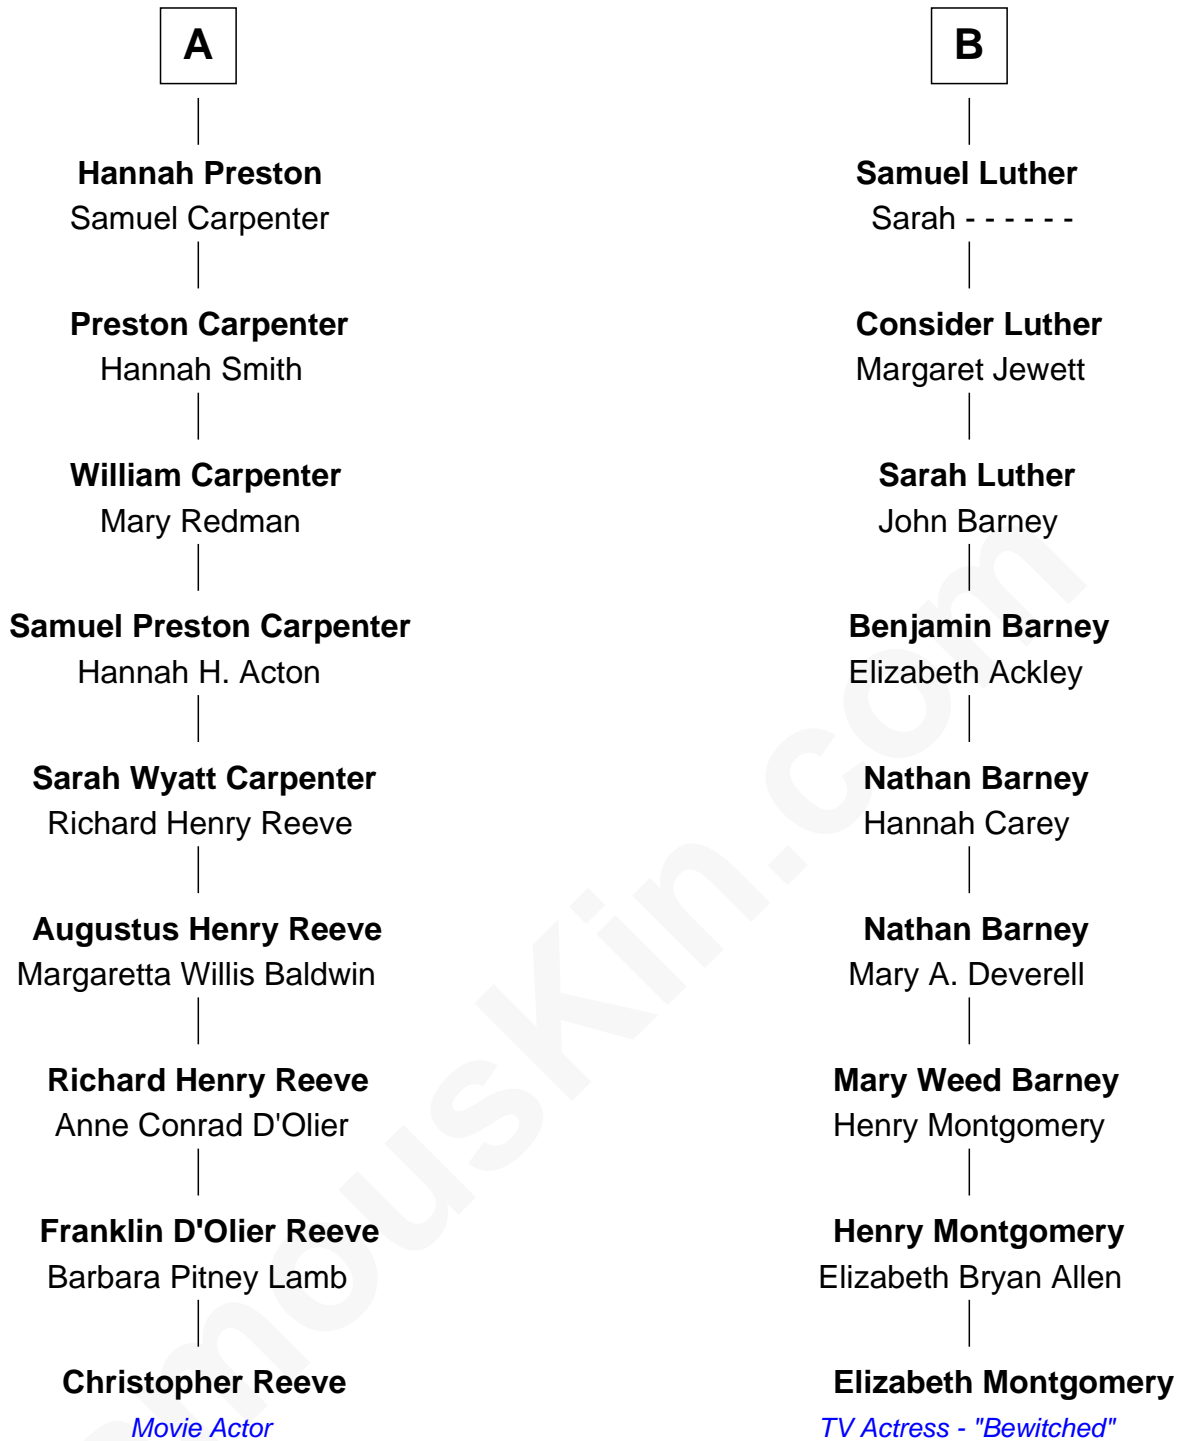 A
Hannah Preston
Samuel Carpenter
Preston Carpenter
Hannah Smith
William Carpenter
Mary Redman
Samuel Preston Carpenter
Hannah H. Acton
Sarah Wyatt Carpenter
Richard Henry Reeve
Augustus Henry Reeve
Margaretta Willis Baldwin
Richard Henry Reeve
Anne Conrad D'Olier
Franklin D'Olier Reeve
Barbara Pitney Lamb
Christopher Reeve
Movie Actor
B
Samuel Luther
Sarah - - - - - -
Consider Luther
Margaret Jewett
Sarah Luther
John Barney
Benjamin Barney
Elizabeth Ackley
Nathan Barney
Hannah Carey
Nathan Barney
Mary A. Deverell
Mary Weed Barney
Henry Montgomery
Henry Montgomery
Elizabeth Bryan Allen
Elizabeth Montgomery
TV Actress - "Bewitched"
mouskin.com